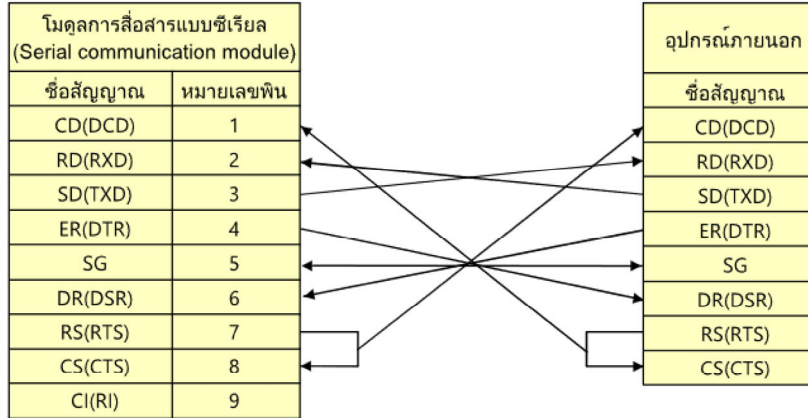 โมดูลการสื่อสารแบบซีเรียล
(Serial communication module)
ชื่อสัญญาณ หมายเลขพิน
CD(DCD) 1
RD(RXD) 2
SD(TXD) 3
ER(DTR) 4
SG 5
DR(DSR) 6
RS(RTS) 7
CS(CTS) 8
CI(RI) 9
อุปกรณ์ภายนอก
ชื่อสัญญาณ
CD(DCD)
RD(RXD)
SD(TXD)
ER(DTR)
SG
DR(DSR)
RS(RTS)
CS(CTS)